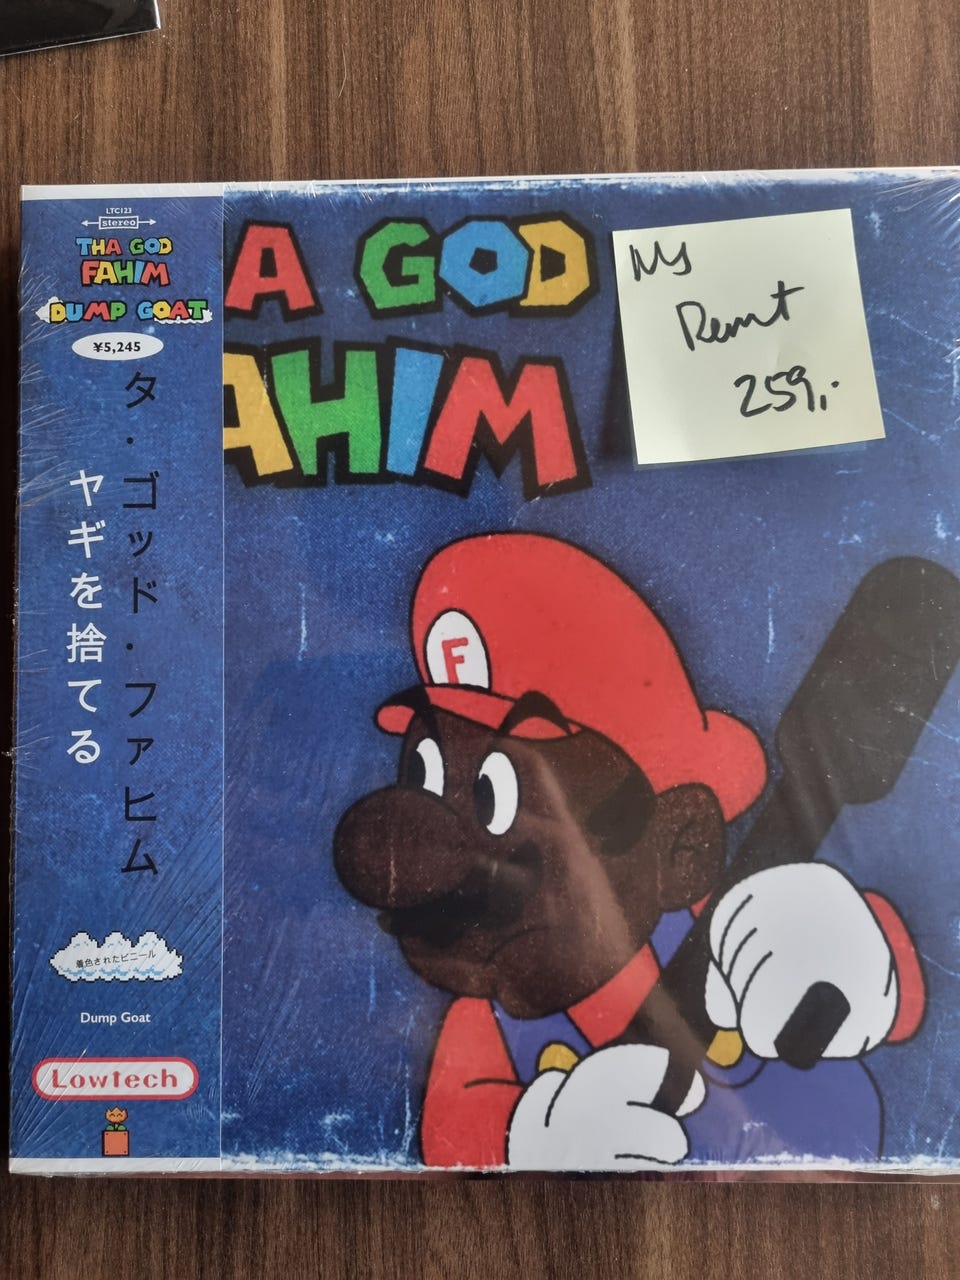 LTC123
stereo
THA GOD
FAHIM
DUMP GOAT
¥5,245
タ・ゴッド・ファヒム
ヤギを捨てる
着色されたビニール
Dump Goat
Lowtech
A GOD
AHIM
Ny
259,-
F